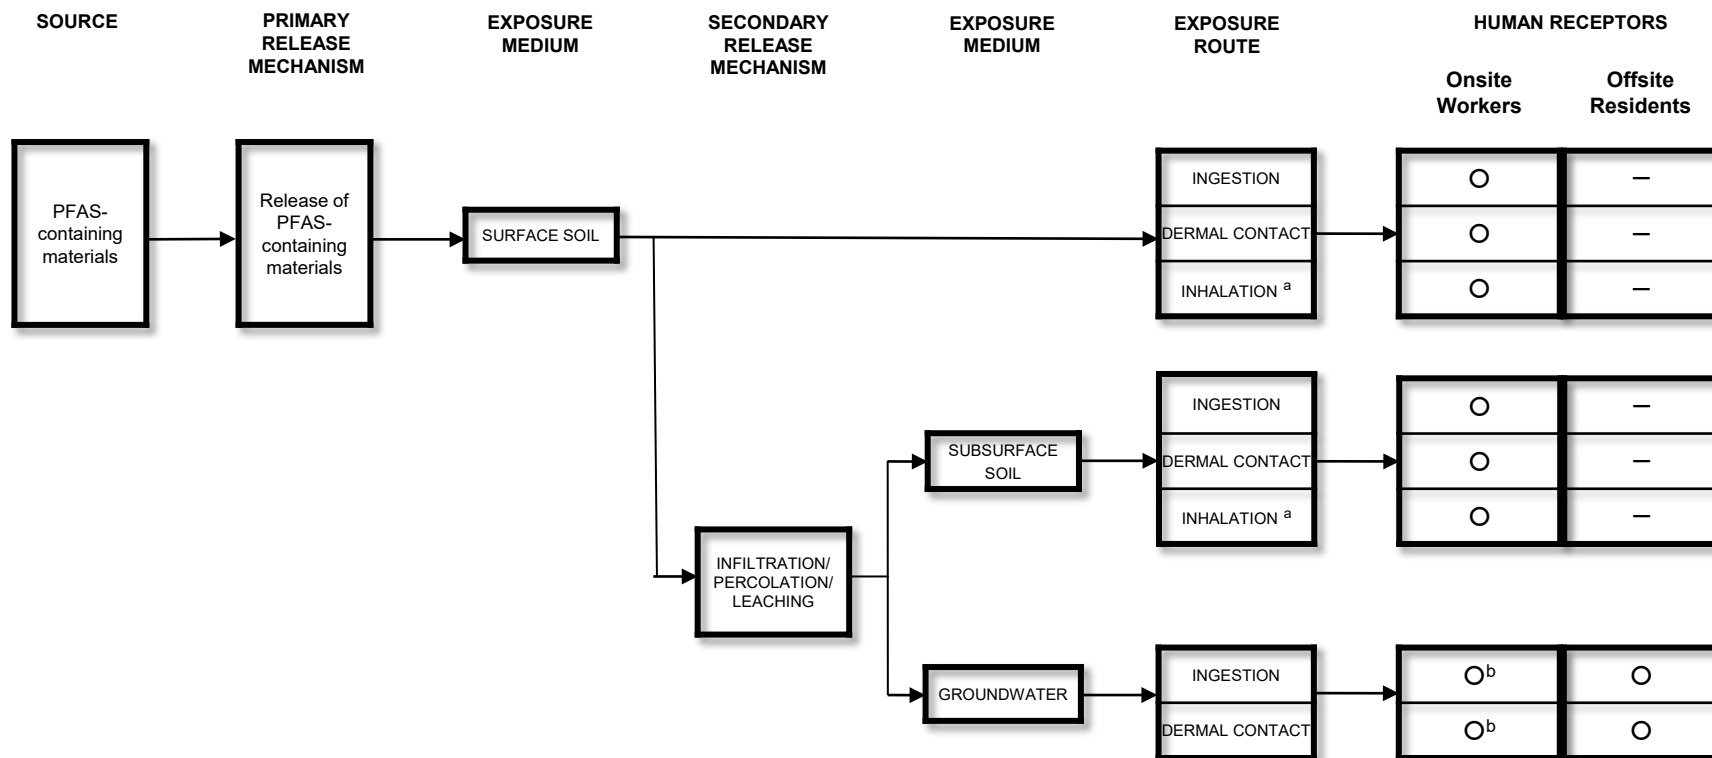 SOURCE
PRIMARY
RELEASE
MECHANISM
EXPOSURE
MEDIUM
SECONDARY
RELEASE
MECHANISM
EXPOSURE
MEDIUM
EXPOSURE
ROUTE
HUMAN RECEPTORS
Onsite
Workers
Offsite
Residents
PFAS-
containing
materials
Release of
PFAS-
containing
materials
SURFACE SOIL
INGESTION
–
DERMAL CONTACT
–
INHALATION a
–
SUBSURFACE
SOIL
INGESTION
–
DERMAL CONTACT
–
INHALATION a
–
INFILTRATION/
PERCOLATION/
LEACHING
GROUNDWATER
INGESTION
b
DERMAL CONTACT
b